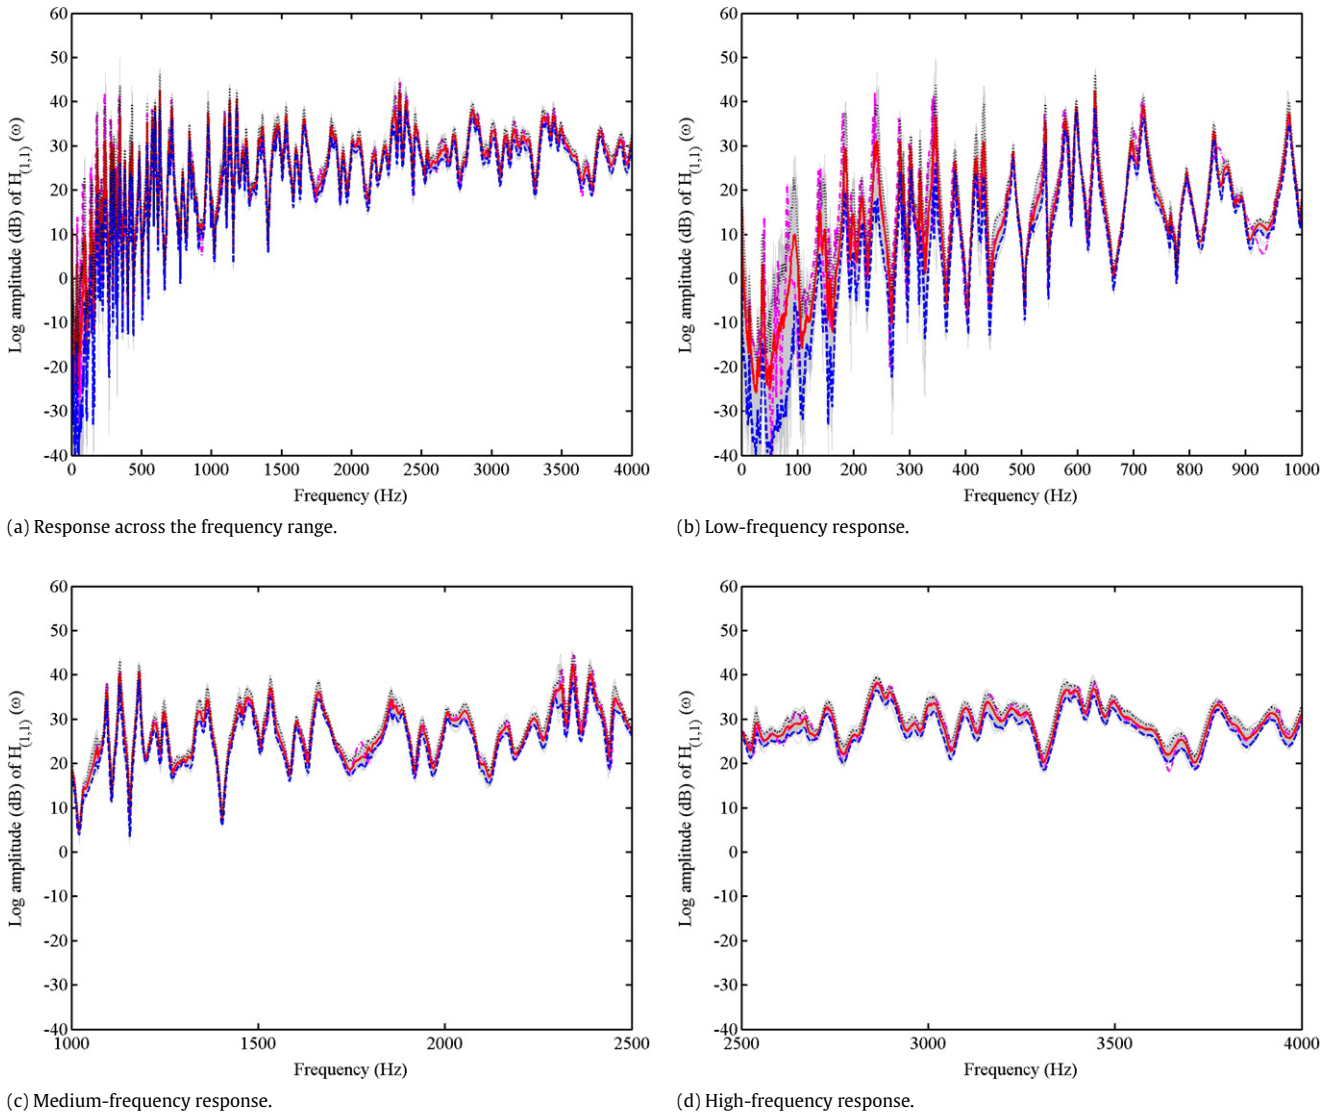 60
50
40
30
20
10
0
-10
-20
-30
-40
0 500 1000 1500 2000 2500 3000 3500 4000
Log amplitude (dB) of H(1,1) (ω)
Frequency (Hz)
(a) Response across the frequency range.
60
50
40
30
20
10
0
-10
-20
-30
-40
0 100 200 300 400 500 600 700 800 900 1000
Log amplitude (dB) of H(1,1) (ω)
Frequency (Hz)
(b) Low-frequency response.
60
50
40
30
20
10
0
-10
-20
-30
-40
1000 1500 2000 2500
Log amplitude (dB) of H(1,1) (ω)
Frequency (Hz)
(c) Medium-frequency response.
60
50
40
30
20
10
0
-10
-20
-30
-40
2500 3000 3500 4000
Log amplitude (dB) of H(1,1) (ω)
Frequency (Hz)
(d) High-frequency response.